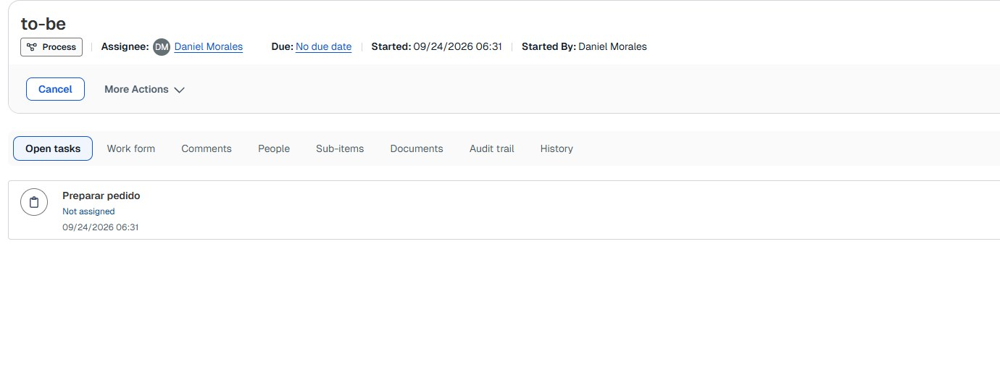 to-be
Process Assignee: DM Daniel Morales Due: No due date Started: 09/24/2026 06:31 Started By: Daniel Morales
Cancel More Actions
Open tasks Work form Comments People Sub-items Documents Audit trail History
Preparar pedido
Not assigned
09/24/2026 06:31